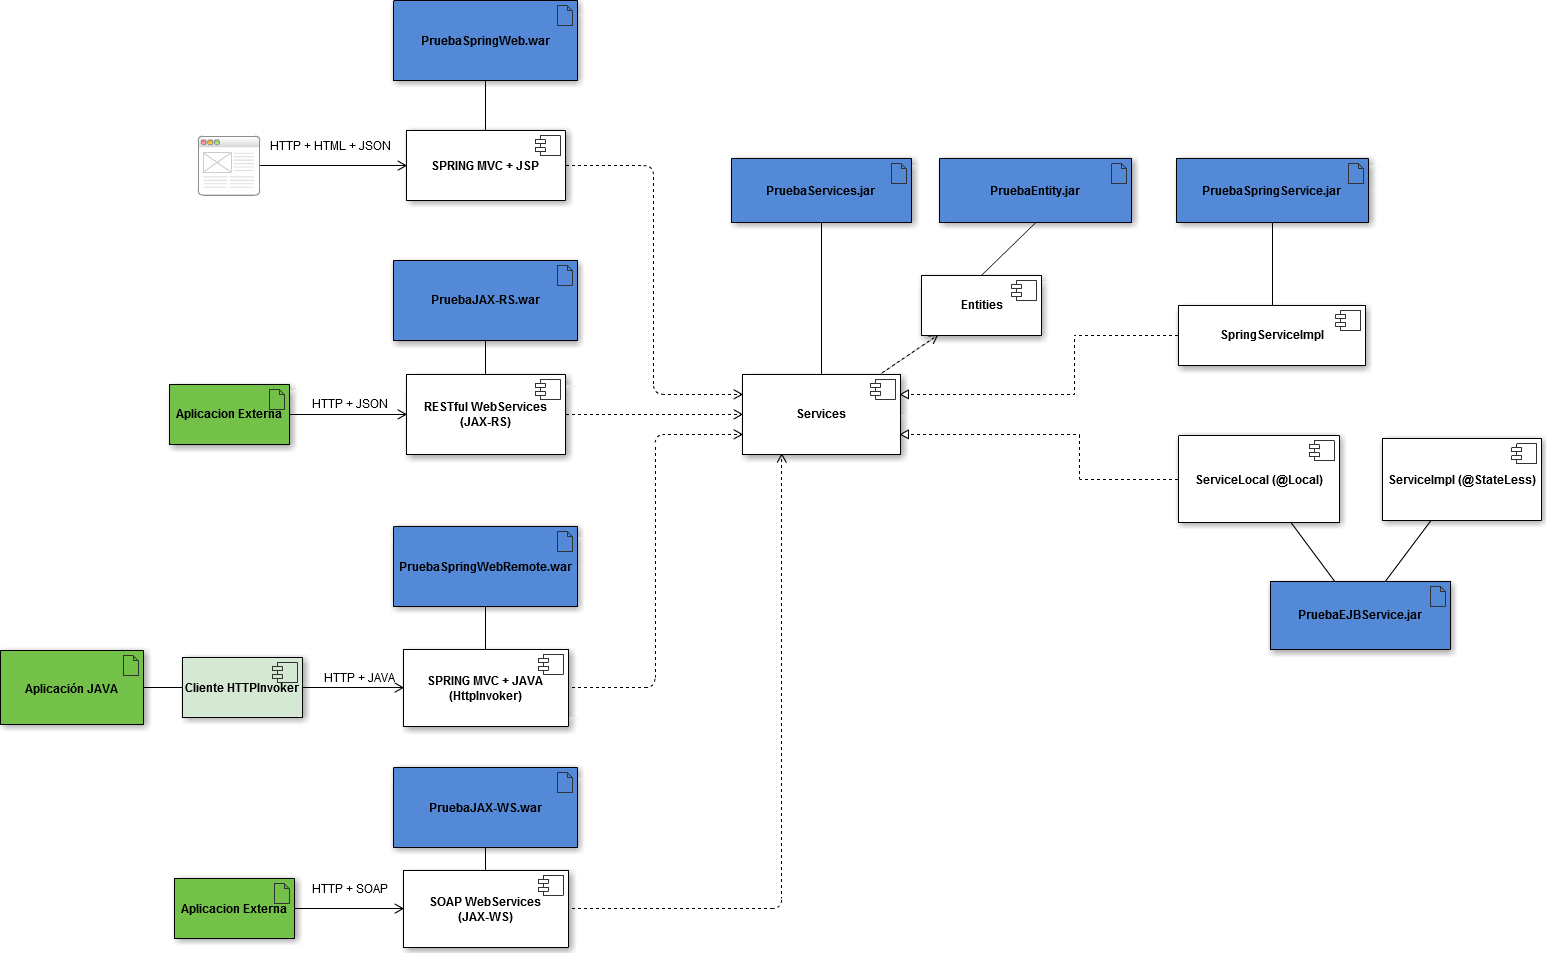 PruebaSpringWeb.war
HTTP + HTML + JSON
SPRING MVC + JSP
PruebaServices.jar
PruebaEntity.jar
PruebaSpringService.jar
PruebaJAX-RS.war
Entities
SpringServiceImpl
Aplicacion Externa
HTTP + JSON
RESTful WebServices
(JAX-RS)
Services
ServiceLocal (@Local)
ServiceImpl (@StateLess)
PruebaSpringWebRemote.war
PruebaEJBService.jar
Aplicación JAVA
Cliente HTTPInvoker
HTTP + JAVA
SPRING MVC + JAVA
(HttpInvoker)
PruebaJAX-WS.war
Aplicacion Externa
HTTP + SOAP
SOAP WebServices
(JAX-WS)